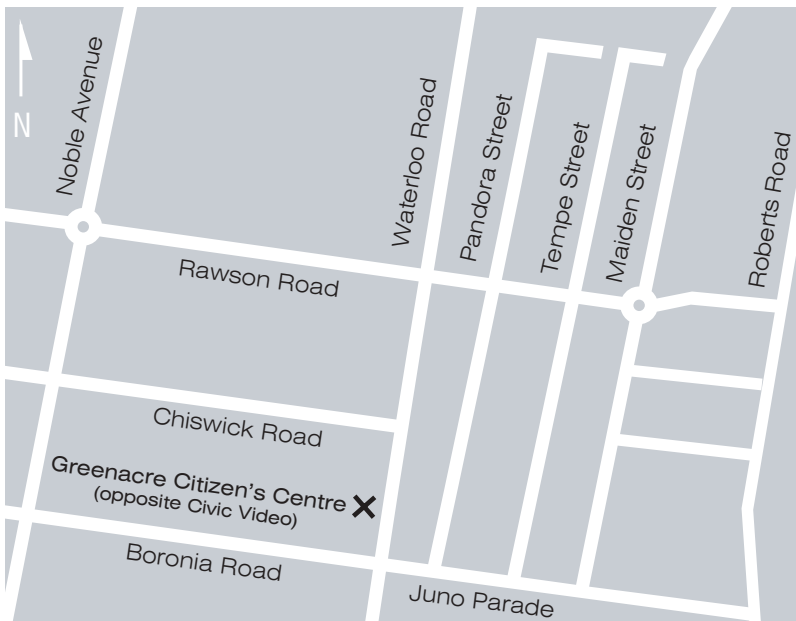 N
Noble Avenue
Waterloo Road
Pandora Street
Tempe Street
Maiden Street
Roberts Road
Rawson Road
Chiswick Road
Greenacre Citizen's Centre
(opposite Civic Video)
Boronia Road
Juno Parade